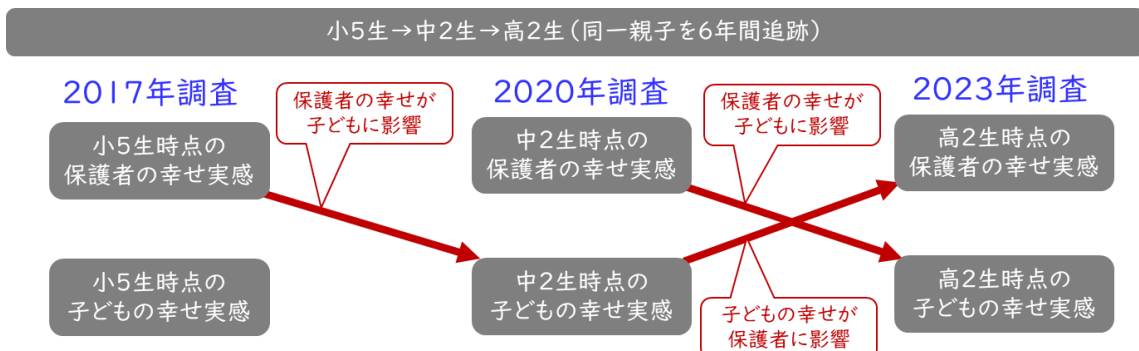 小5生→中2生→高2生(同一親子を6年間追跡)
2017年調査
保護者の幸せが
子どもに影響
2020年調査
保護者の幸せが
子どもに影響
2023年調査
小5生時点の
保護者の幸せ実感
中2生時点の
保護者の幸せ実感
高2生時点の
保護者の幸せ実感
小5生時点の
子どもの幸せ実感
中2生時点の
子どもの幸せ実感
子どもの幸せが
保護者に影響
高2生時点の
子どもの幸せ実感